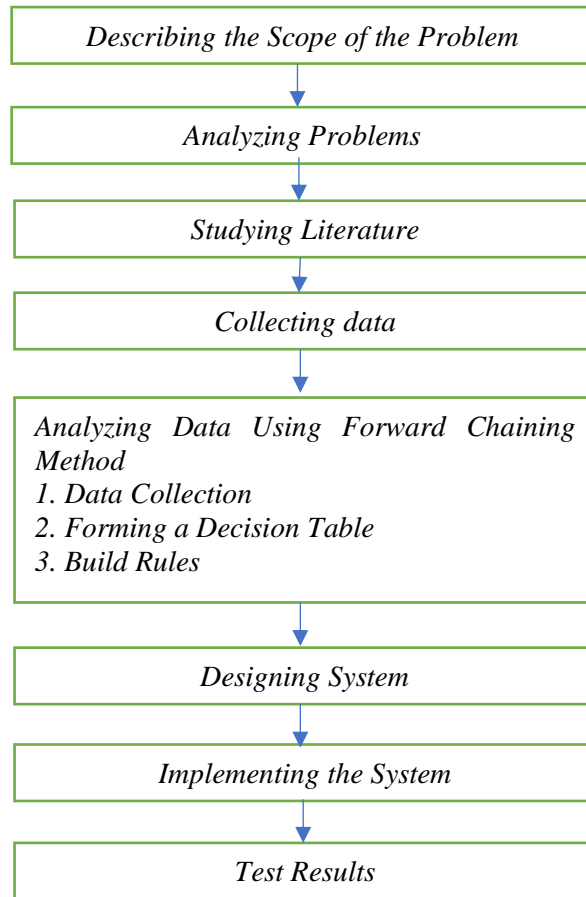 Describing the Scope of the Problem
Analyzing Problems
Studying Literature
Collecting data
Analyzing Data Using Forward Chaining
Method
1. Data Collection
2. Forming a Decision Table
3. Build Rules
Designing System
Implementing the System
Test Results